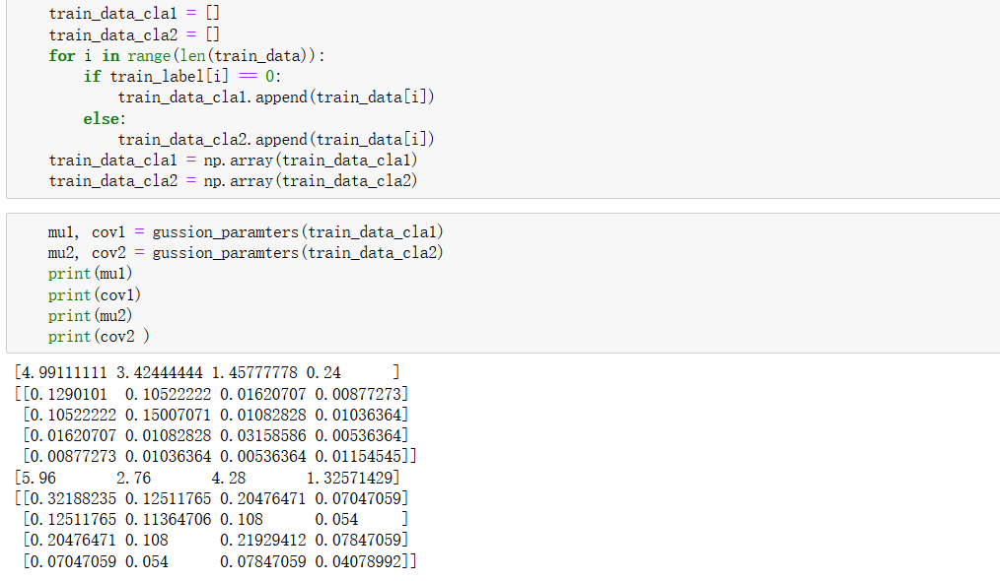 train_data_cla1 = []
train_data_cla2 = []
for i in range(len(train_data)):
    if train_label[i] == 0:
        train_data_cla1.append(train_data[i])
    else:
        train_data_cla2.append(train_data[i])
train_data_cla1 = np.array(train_data_cla1)
train_data_cla2 = np.array(train_data_cla2)
mu1, cov1 = gussion_paramters(train_data_cla1)
mu2, cov2 = gussion_paramters(train_data_cla2)
print(mu1)
print(cov1)
print(mu2)
print(cov2 )
[4.99111111 3.42444444 1.45777778 0.24      ]
[[0.1290101  0.10522222 0.01620707 0.00877273]
 [0.10522222 0.15007071 0.01082828 0.01036364]
 [0.01620707 0.01082828 0.03158586 0.00536364]
 [0.00877273 0.01036364 0.00536364 0.01154545]]
[5.96       2.76       4.28       1.32571429]
[[0.32188235 0.12511765 0.20476471 0.07047059]
 [0.12511765 0.11364706 0.108      0.054     ]
 [0.20476471 0.108      0.21929412 0.07847059]
 [0.07047059 0.054      0.07847059 0.04078992]]